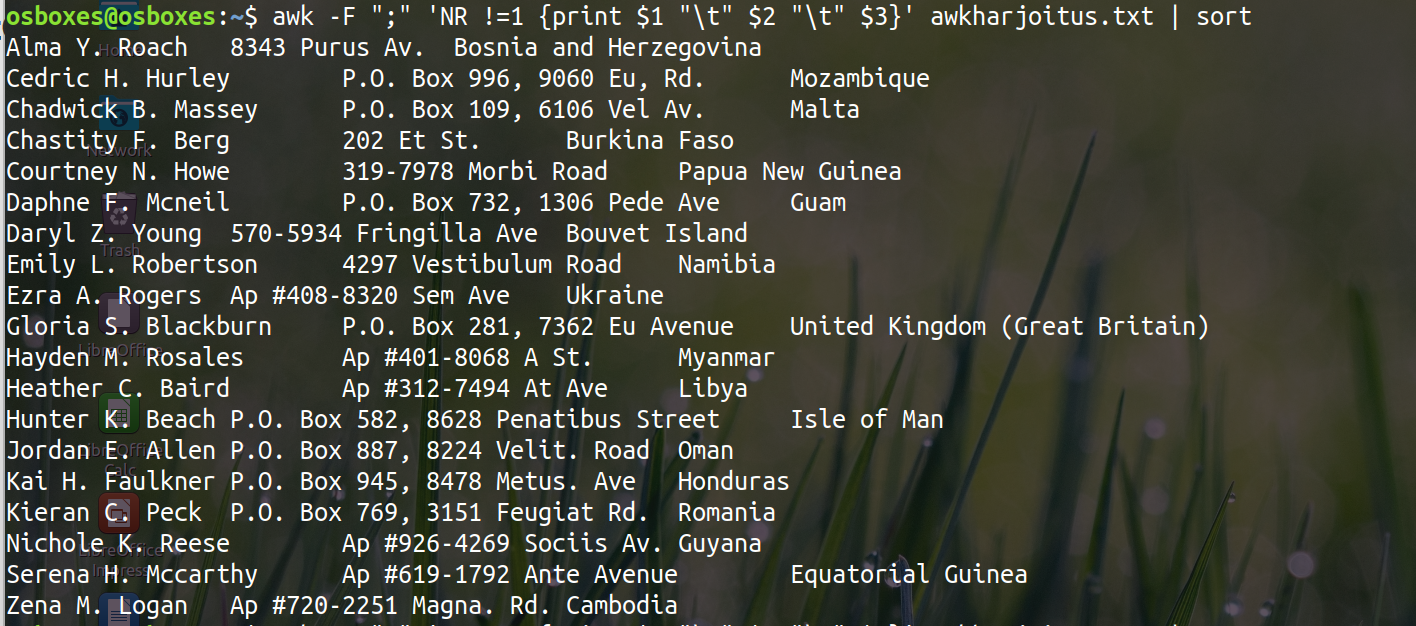 osboxes@osboxes:~$ awk -F ";" 'NR !=1 {print $1 "\t" $2 "\t" $3}' awkharjoitus.txt | sort
Alma Y. Roach   8343 Purus Av.  Bosnia and Herzegovina
Cedric H. Hurley        P.O. Box 996, 9060 Eu, Rd.      Mozambique
Chadwick B. Massey      P.O. Box 109, 6106 Vel Av.      Malta
Chastity F. Berg        202 Et St.      Burkina Faso
Courtney N. Howe        319-7978 Morbi Road     Papua New Guinea
Daphne F. Mcneil        P.O. Box 732, 1306 Pede Ave     Guam
Daryl Z. Young  570-5934 Fringilla Ave  Bouvet Island
Emily L. Robertson      4297 Vestibulum Road    Namibia
Ezra A. Rogers  Ap #408-8320 Sem Ave    Ukraine
Gloria S. Blackburn     P.O. Box 281, 7362 Eu Avenue    United Kingdom (Great Britain)
Hayden M. Rosales       Ap #401-8068 A St.      Myanmar
Heather C. Baird        Ap #312-7494 At Ave     Libya
Hunter K. Beach P.O. Box 582, 8628 Penatibus Street     Isle of Man
Jordan E. Allen P.O. Box 887, 8224 Velit. Road  Oman
Kai H. Faulkner P.O. Box 945, 8478 Metus. Ave   Honduras
Kieran C. Peck  P.O. Box 769, 3151 Feugiat Rd.  Romania
Nichole K. Reese        Ap #926-4269 Sociis Av. Guyana
Serena H. Mccarthy      Ap #619-1792 Ante Avenue        Equatorial Guinea
Zena M. Logan   Ap #720-2251 Magna. Rd. Cambodia
Network
Trash
LibreOffice
LibreOffice
Calc
LibreOffice
Impress